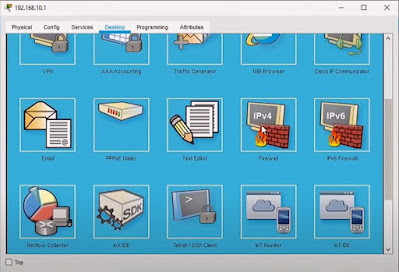 192.168.10.1
Physical Config Services Desktop Programming Attributes
VPN AAA Accounting Traffic Generator MIB Browser Cisco IP Communicator
IPv4 IPv6
Email PPPoE Dialer Text Editor Firewall IPv6 Firewall
SDK
Netflow Collector IoX IDE Telnet / SSH Client IoT Monitor IoT IDE
Top